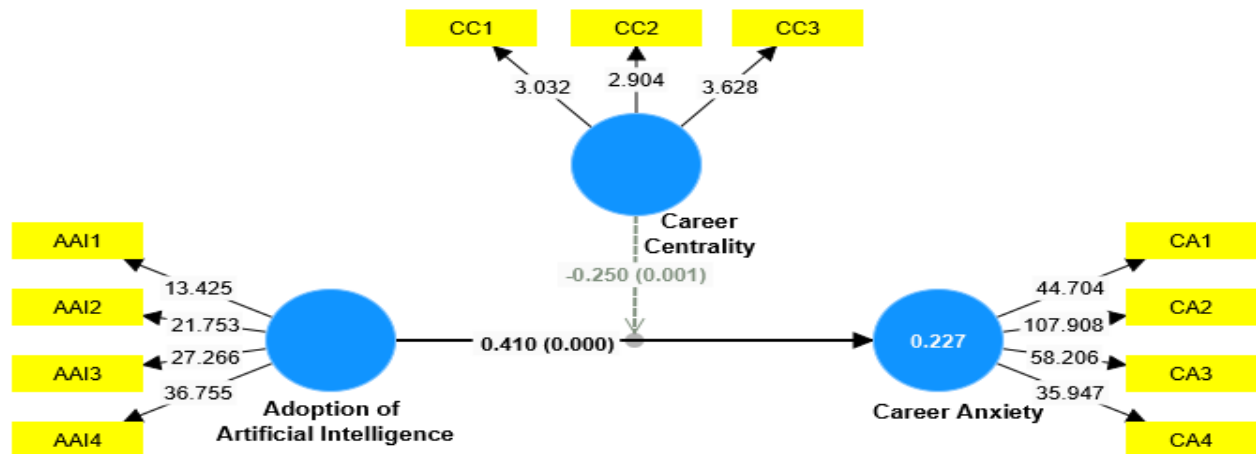 CC1 CC2 CC3
3.032 2.904 3.628
Career
Centrality
-0.250 (0.001)
AAI1
AAI2
AAI3
AAI4
13.425
21.753
27.266
36.755
Adoption of
Artificial Intelligence
0.410 (0.000)
0.227
Career Anxiety
44.704
107.908
58.206
35.947
CA1
CA2
CA3
CA4